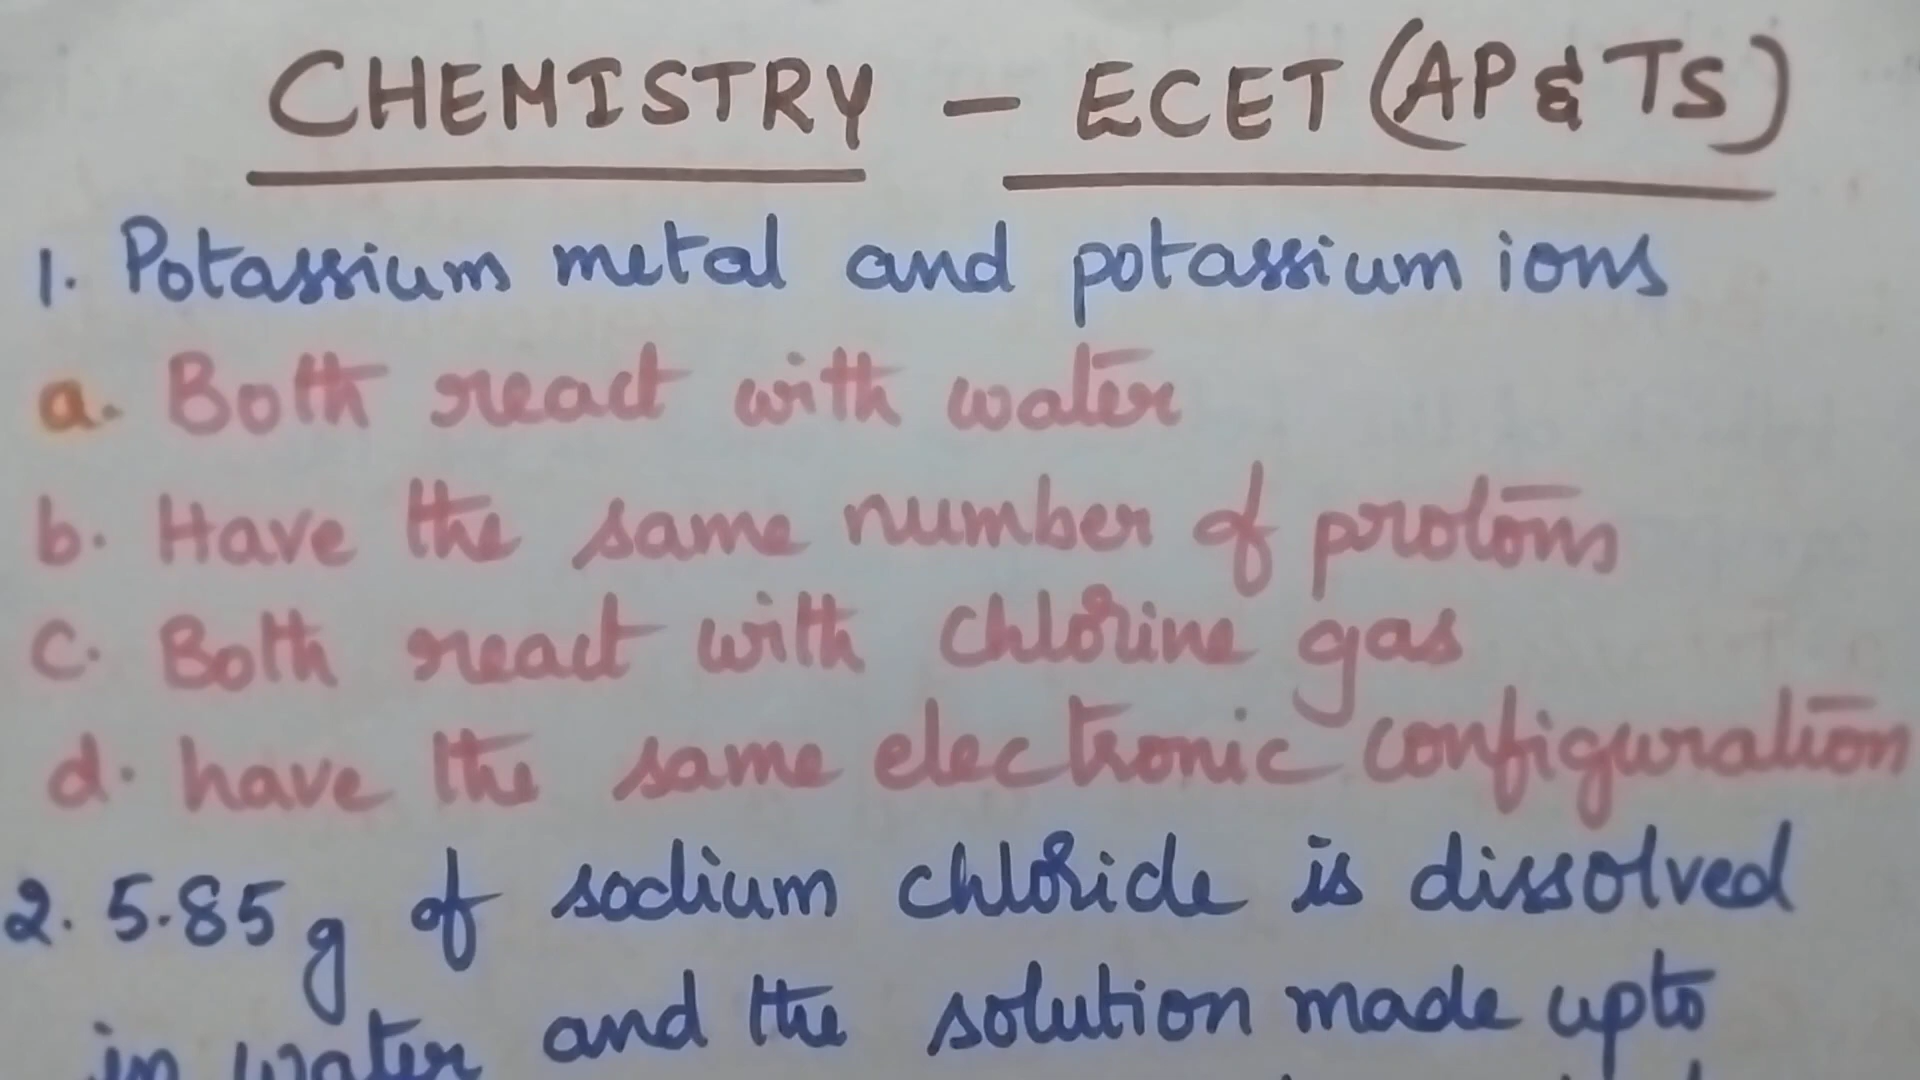 CHEMISTRY - ECET (AP & TS)
1. Potassium metal and potassium ions
a. Both react with water
b. Have the same number of protons
c. Both react with chlorine gas
d. have the same electronic configuration
2. 5.85 g of sodium chloride is dissolved
in water and the solution made upto